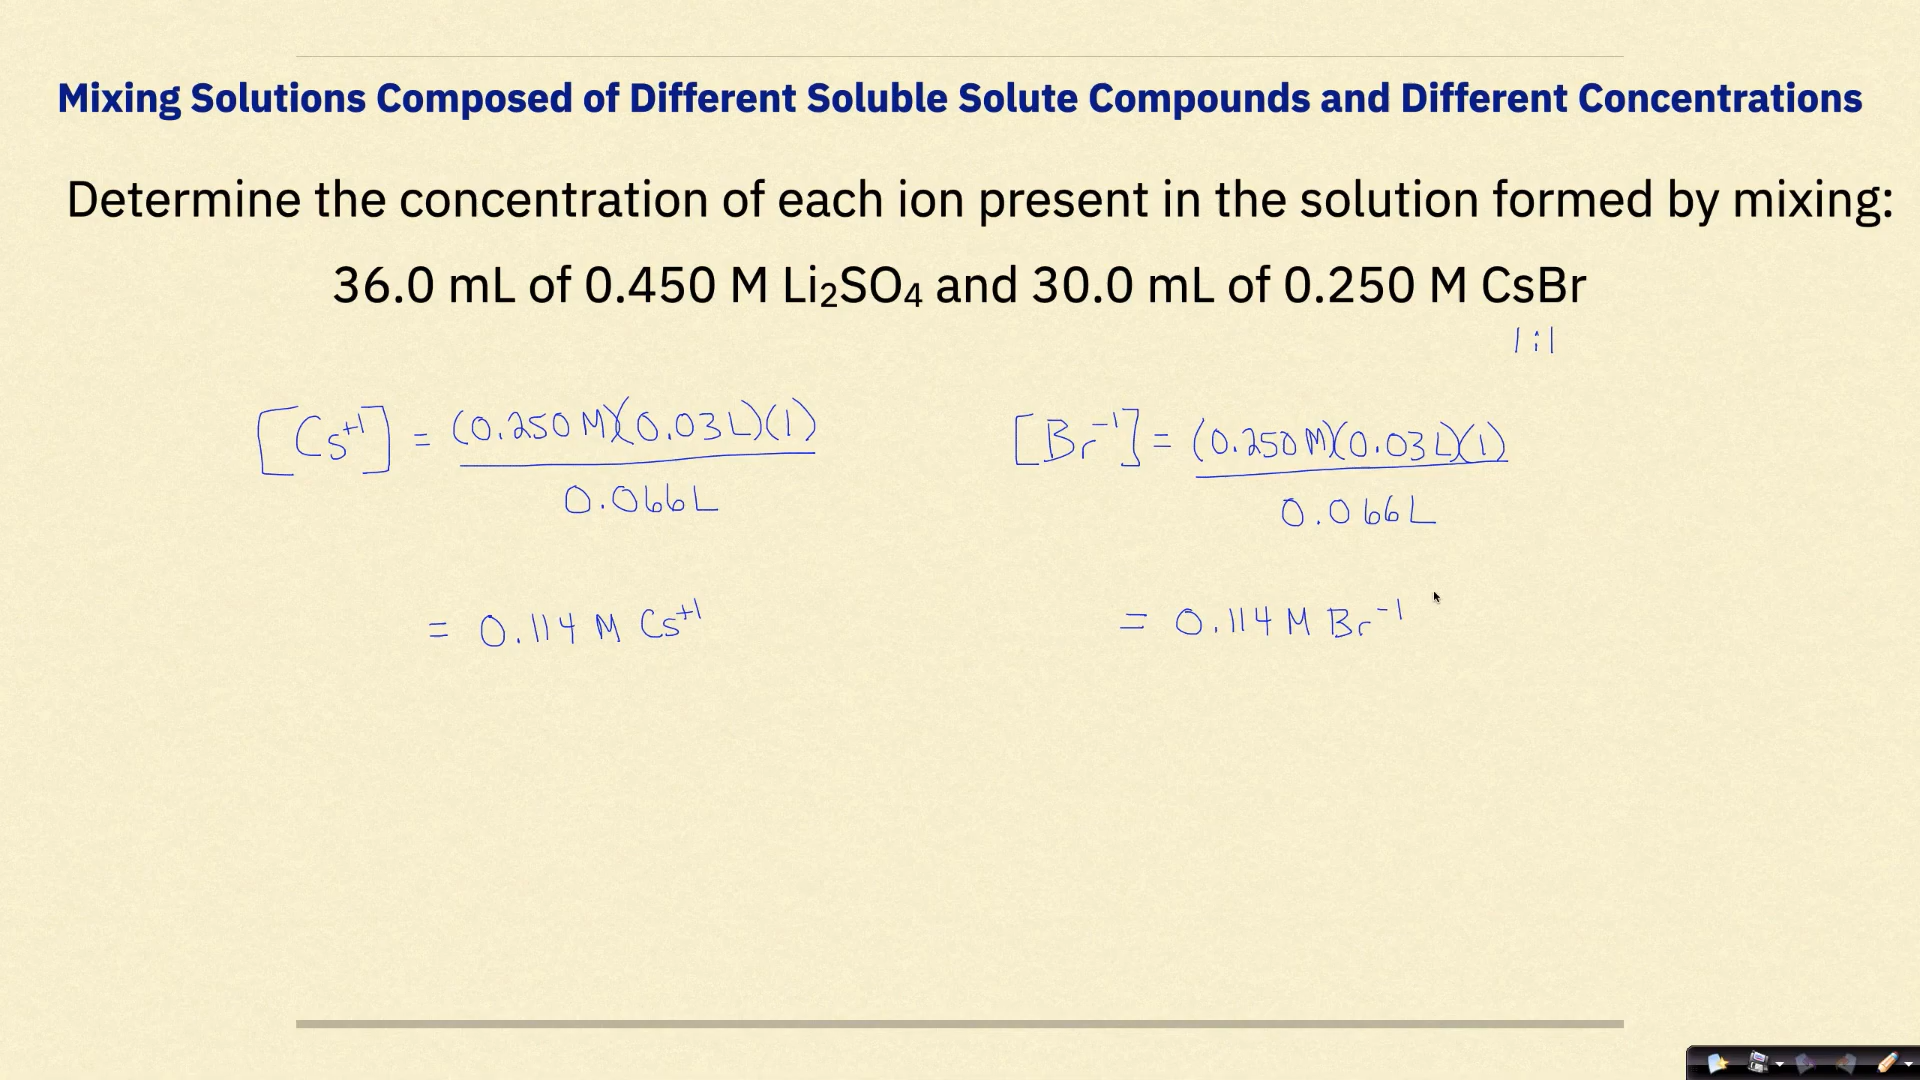 Mixing Solutions Composed of Different Soluble Solute Compounds and Different Concentrations
Determine the concentration of each ion present in the solution formed by mixing:
36.0 mL of 0.450 M Li₂SO₄ and 30.0 mL of 0.250 M CsBr
1:1
[Cs⁺¹] = (0.250 M)(0.03 L)(1)
0.066 L
= 0.114 M Cs⁺¹
[Br⁻¹] = (0.250 M)(0.03 L)(1)
0.066 L
= 0.114 M Br⁻¹